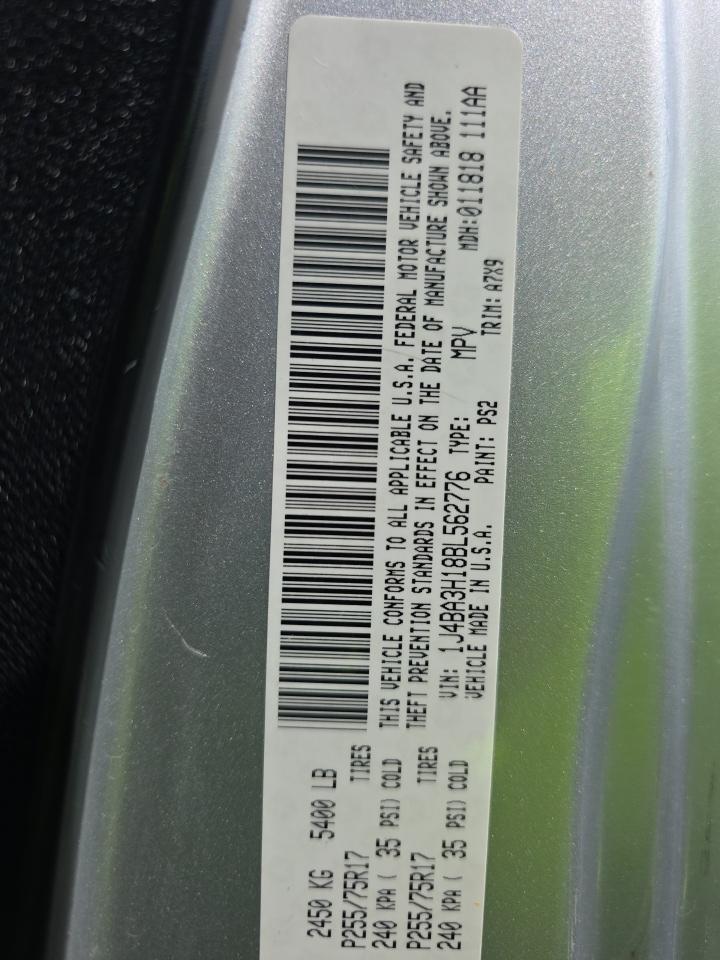 2450 KG 5400 LB
P255/75R17 TIRES
240 KPA ( 35 PSI) COLD
P255/75R17 TIRES
240 KPA ( 35 PSI) COLD
THIS VEHICLE CONFORMS TO ALL APPLICABLE U.S.A. FEDERAL MOTOR VEHICLE SAFETY AND
THEFT PREVENTION STANDARDS IN EFFECT ON THE DATE OF MANUFACTURE SHOWN ABOVE.
VIN: 1J4BA3H18BL562776 TYPE: MPV MDH:011818 111AA
VEHICLE MADE IN U.S.A. PAINT: PS2 TRIM: A7X9